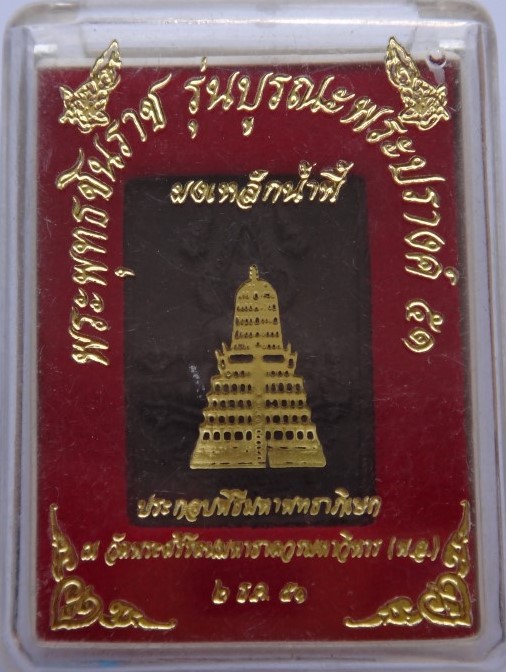 พระพุทธชินราช รุ่นบูรณะพระปรางค์ ๕๑
ผงเหล็กน้ำพี้
ประกอบพิธีมหาพุทธาภิเษก
ณ วัดพระศรีรัตนมหาธาตุวรมหาวิหาร (พ.ล.)
๖ ธ.ค. ๕๑